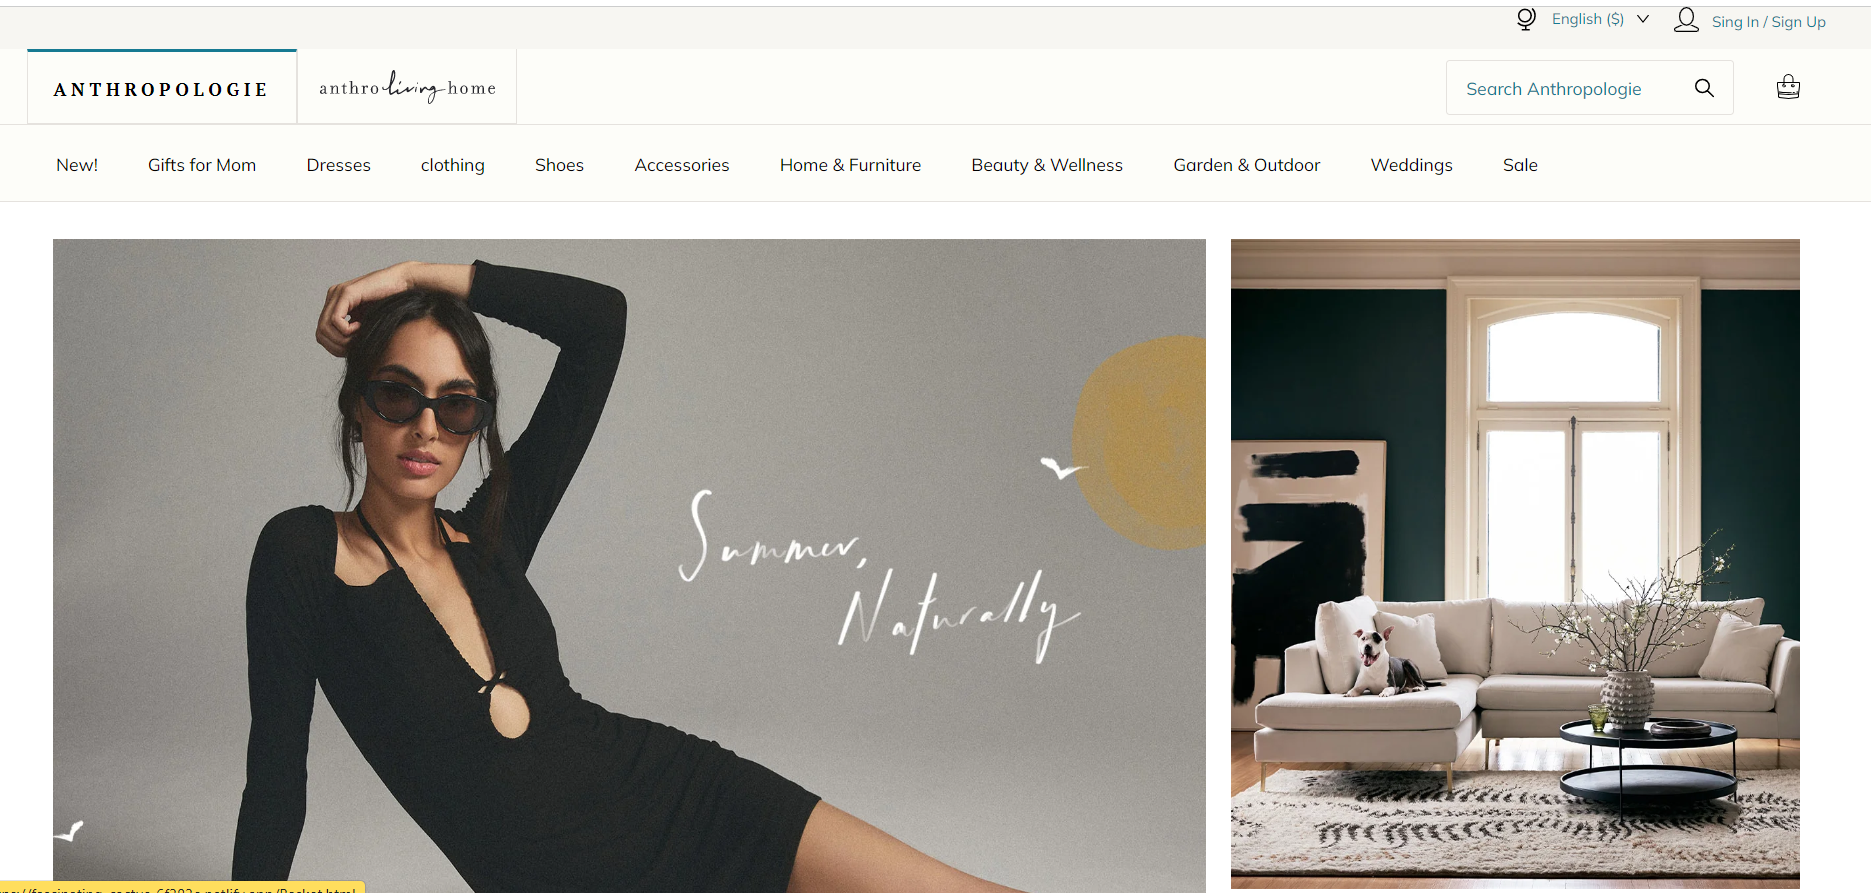 English ($)
Sing In / Sign Up
ANTHROPOLOGIE
anthroliving home
Search Anthropologie
New! Gifts for Mom Dresses clothing Shoes Accessories Home & Furniture Beauty & Wellness Garden & Outdoor Weddings Sale
Summer,
Naturally